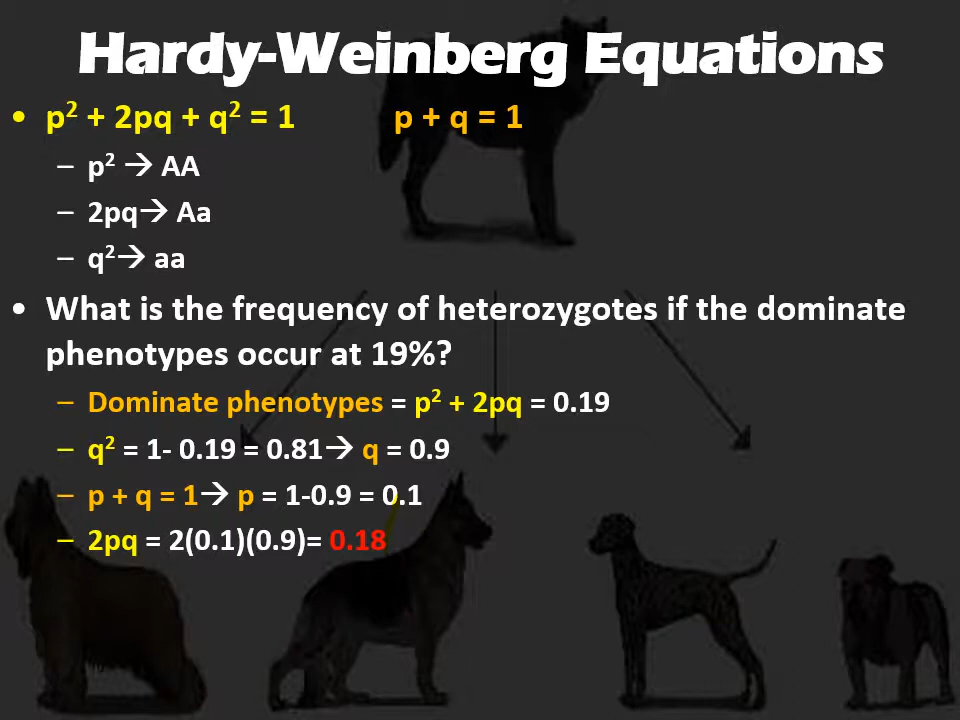 Hardy-Weinberg Equations
• p² + 2pq + q² = 1 p + q = 1
– p² → AA
– 2pq→ Aa
– q²→ aa
• What is the frequency of heterozygotes if the dominate
phenotypes occur at 19%?
– Dominate phenotypes = p² + 2pq = 0.19
– q² = 1- 0.19 = 0.81→ q = 0.9
– p + q = 1→ p = 1-0.9 = 0.1
– 2pq = 2(0.1)(0.9)= 0.18